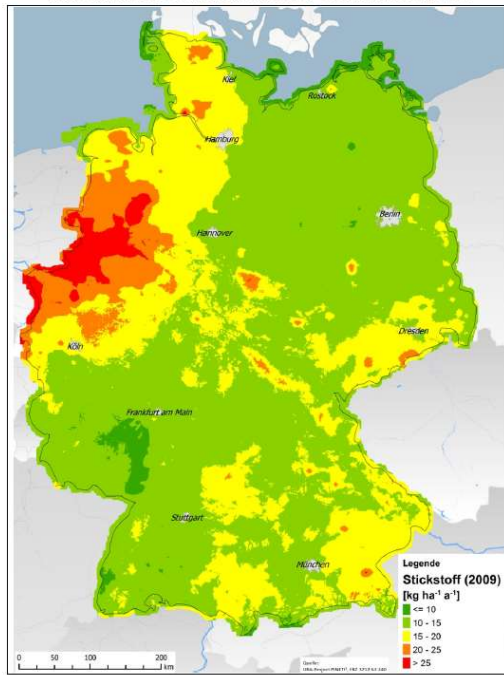 Kiel
Rostock
Hamburg
Berlin
Hannover
Dresden
Köln
Frankfurt am Main
Stuttgart
München
Legende
Stickstoff (2009)
[kg ha⁻¹ a⁻¹]
<= 10
10 - 15
15 - 20
20 - 25
> 25
0 50 100 200
km
Quelle: